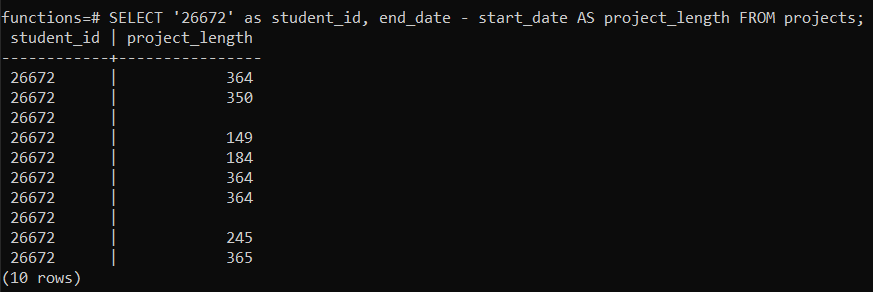 functions=# SELECT '26672' as student_id, end_date - start_date AS project_length FROM projects;
 student_id | project_length
------------+----------------
 26672      |            364
 26672      |            350
 26672      |
 26672      |            149
 26672      |            184
 26672      |            364
 26672      |            364
 26672      |
 26672      |            245
 26672      |            365
(10 rows)